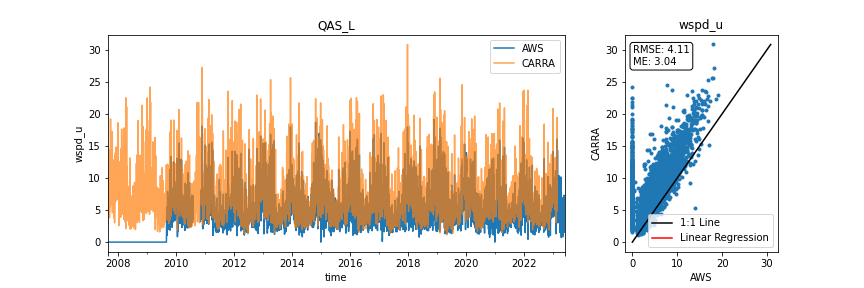 QAS_L
wspd_u
30
25
20
15
10
5
0
wspd_u
AWS
CARRA
2008
2010
2012
2014
2016
2018
2020
2022
time
30
25
20
15
10
5
0
CARRA
RMSE: 4.11
ME: 3.04
1:1 Line
Linear Regression
0
10
20
30
AWS